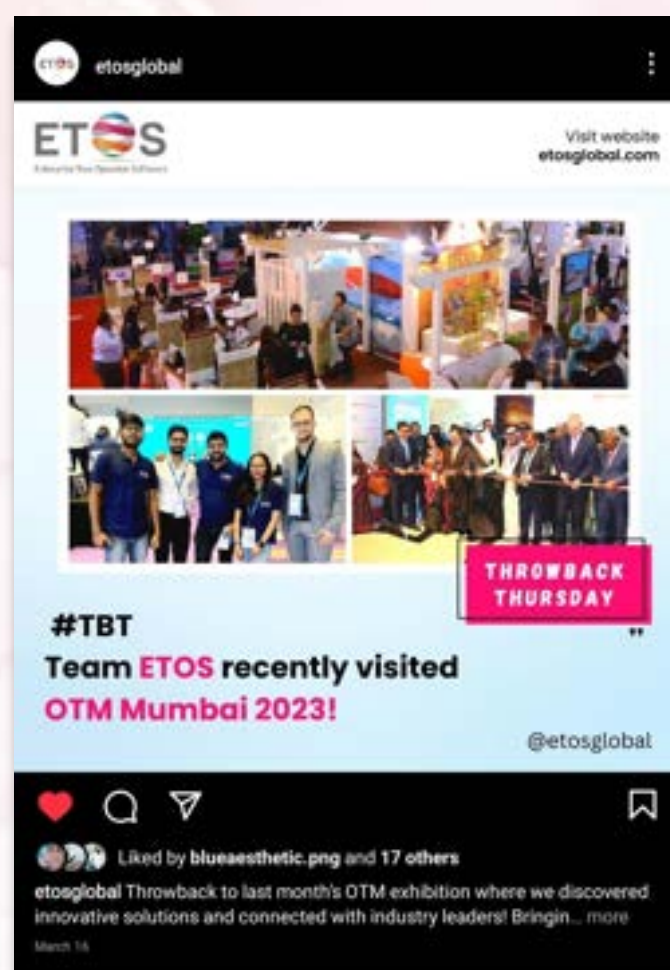 ETOS
etosglobal
ETOS
Visit website
etosglobal.com
THROWBACK
THURSDAY
#TBT
Team ETOS recently visited
OTM Mumbai 2023!
@etosglobal
Liked by blueaesthetic.png and 17 others
etosglobal Throwback to last month's OTM exhibition where we discovered
innovative solutions and connected with industry leaders! Bringin... more
March 16